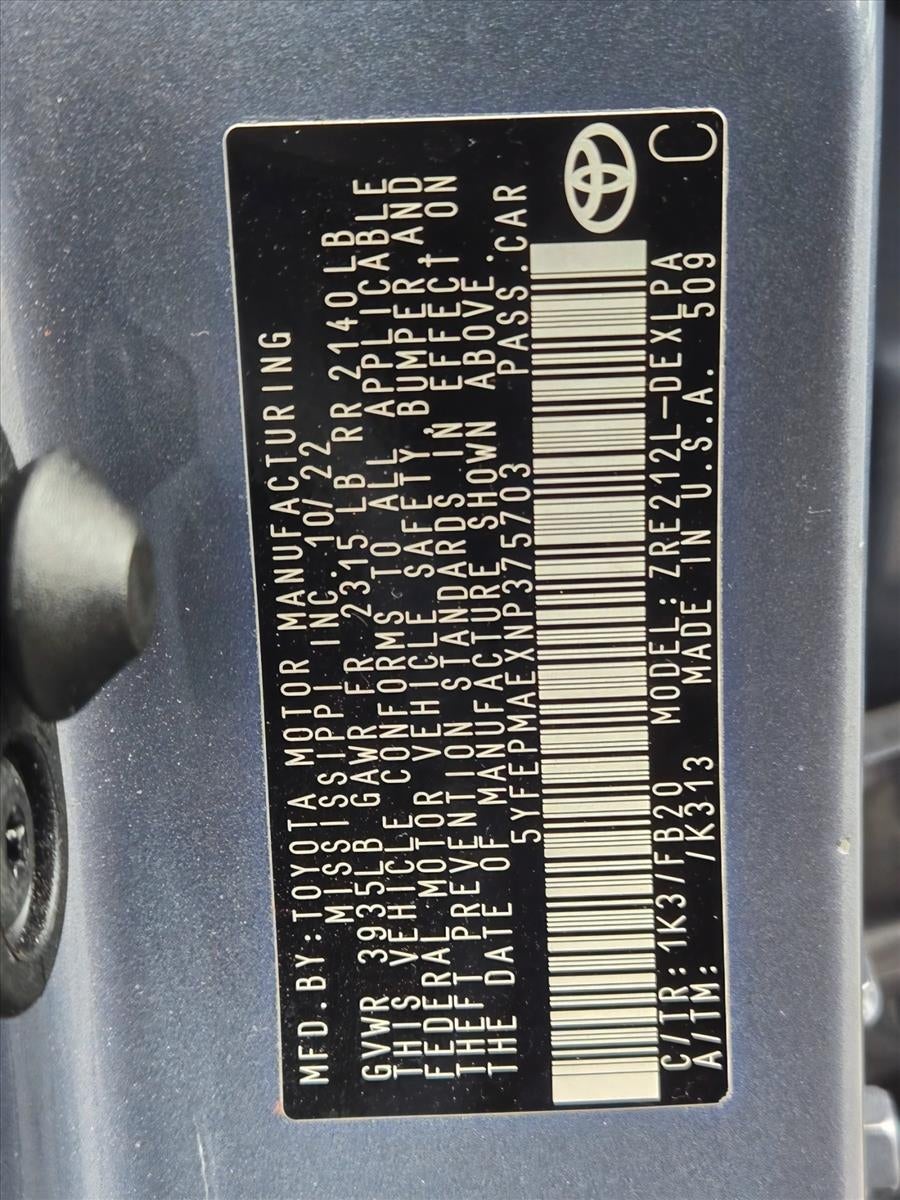 MFD.BY:TOYOTA MOTOR MANUFACTURING
MISSISSIPPI INC. 10/22
GVWR 3935LB GAWR FR 2315 LB RR 2140LB
THIS VEHICLE CONFORMS TO ALL APPLICABLE
FEDERAL MOTOR VEHICLE SAFETY, BUMPER AND
THEFT PREVENTION STANDARDS IN EFFECT ON
THE DATE OF MANUFACTURE SHOWN ABOVE.
5YFEPMAEXNP375703 PASS.CAR
C/TR:1K3/FB20 MODEL:ZRE212L-DEXLPA
A/TM: /K313 MADE IN U.S.A. 509
C